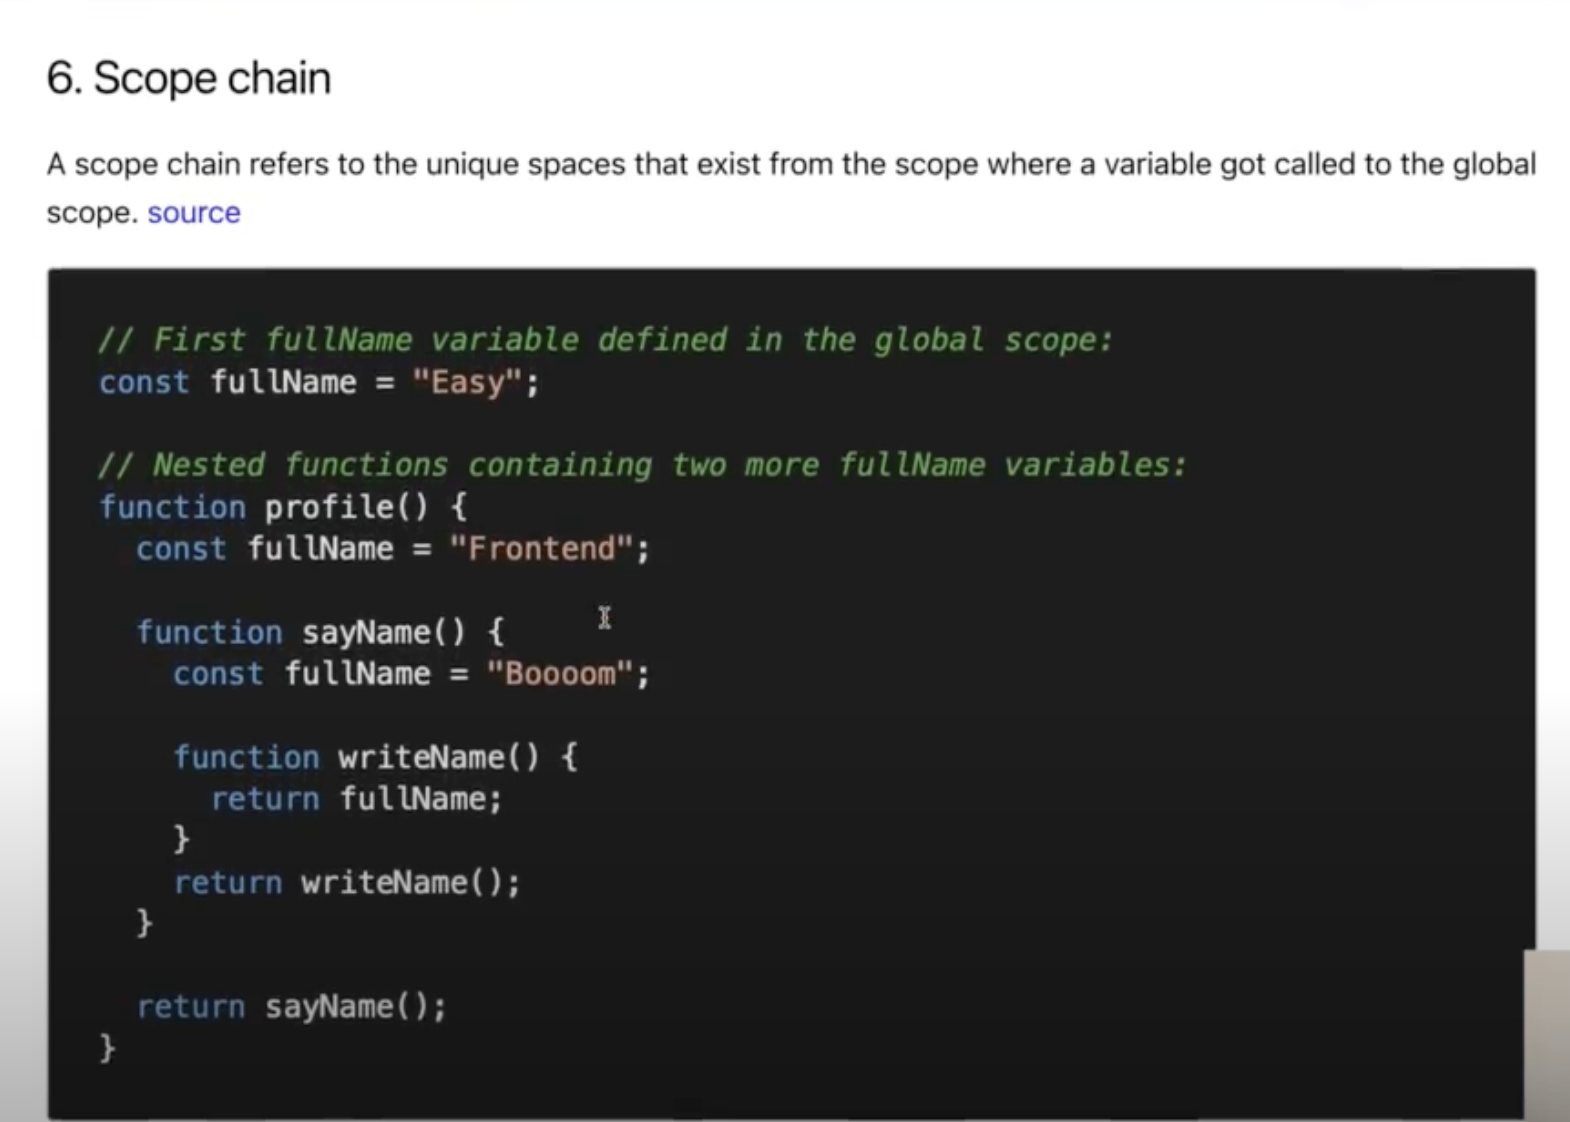 6. Scope chain
A scope chain refers to the unique spaces that exist from the scope where a variable got called to the global
scope. source
// First fullName variable defined in the global scope:
const fullName = "Easy";
// Nested functions containing two more fullName variables:
function profile() {
const fullName = "Frontend";
function sayName() {
const fullName = "Boooom";
function writeName() {
return fullName;
}
return writeName();
}
return sayName();
}